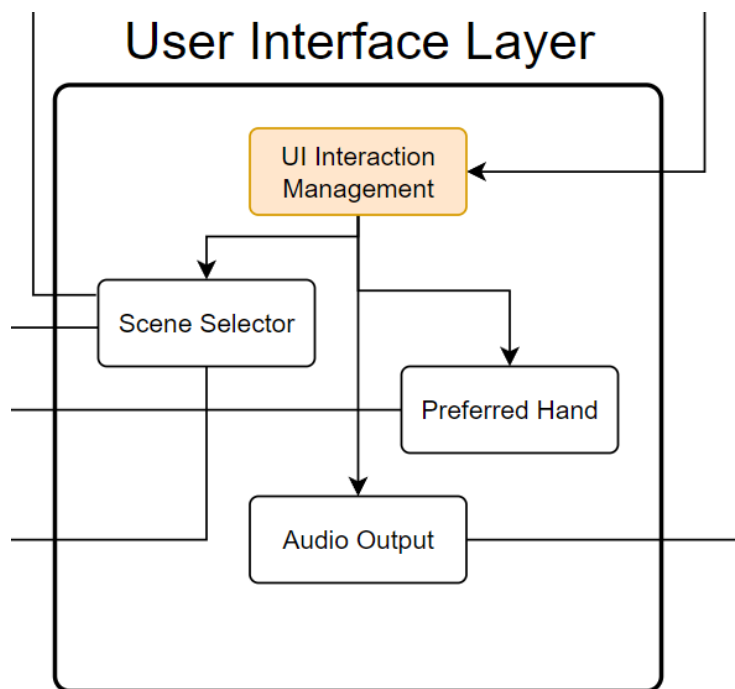 User Interface Layer
UI Interaction
Management
Scene Selector
Preferred Hand
Audio Output